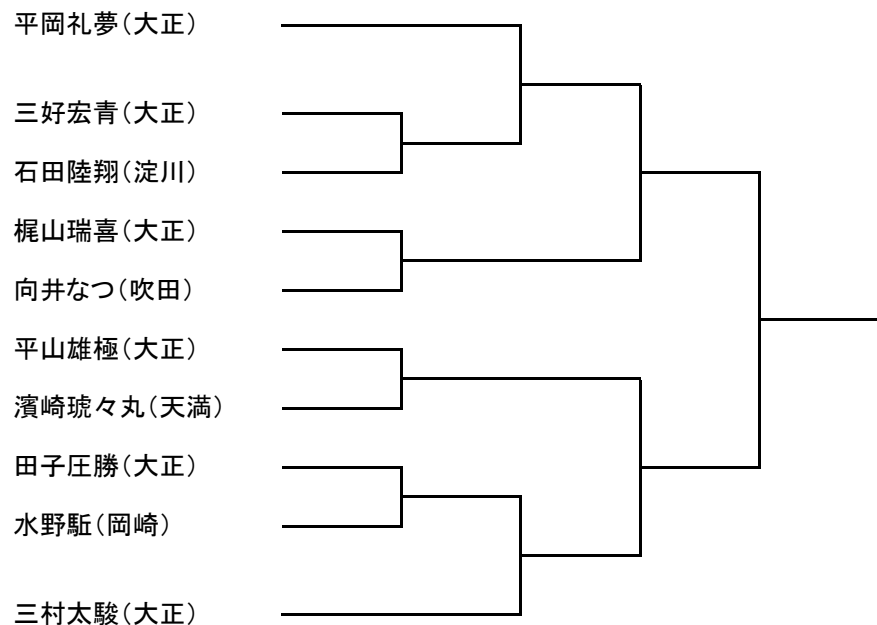 平岡礼夢（大正）
三好宏青（大正）
石田陸翔（淀川）
梶山瑞喜（大正）
向井なつ（吹田）
平山雄極（大正）
濱崎琥々丸（天満）
田子圧勝（大正）
水野駈（岡崎）
三村太駿（大正）